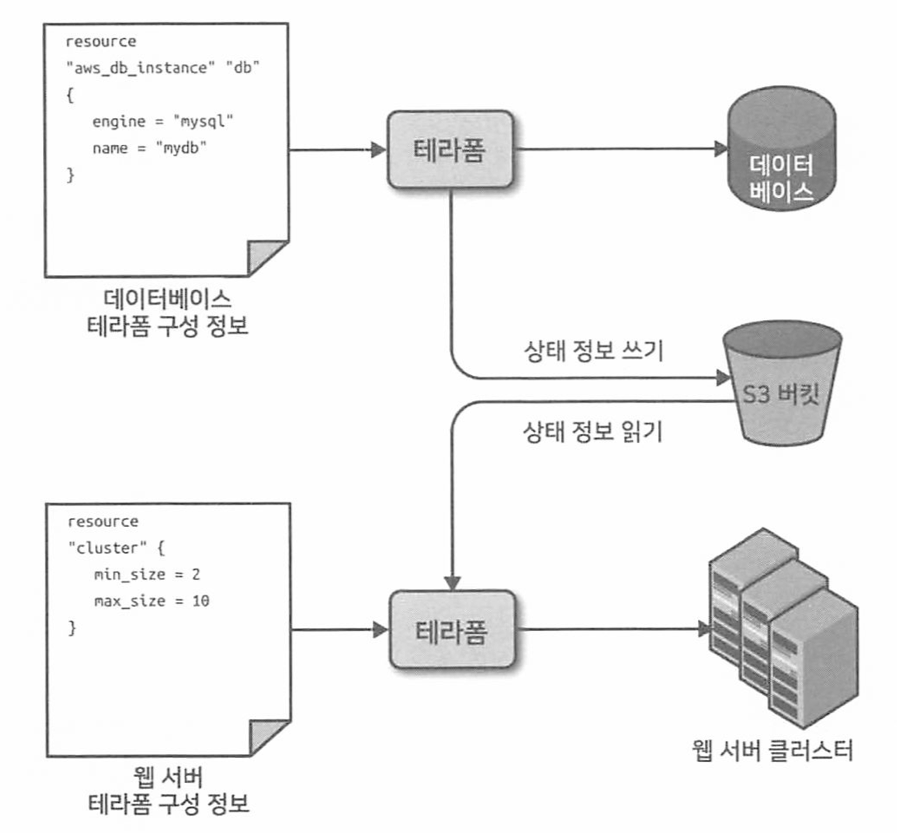 resource
"aws_db_instance" "db"
{
engine = "mysql"
name = "mydb"
}
데이터베이스
테라폼 구성 정보
테라폼
데이터
베이스
상태 정보 쓰기
S3 버킷
상태 정보 읽기
resource
"cluster" {
min_size = 2
max_size = 10
}
웹 서버
테라폼 구성 정보
테라폼
웹 서버 클러스터